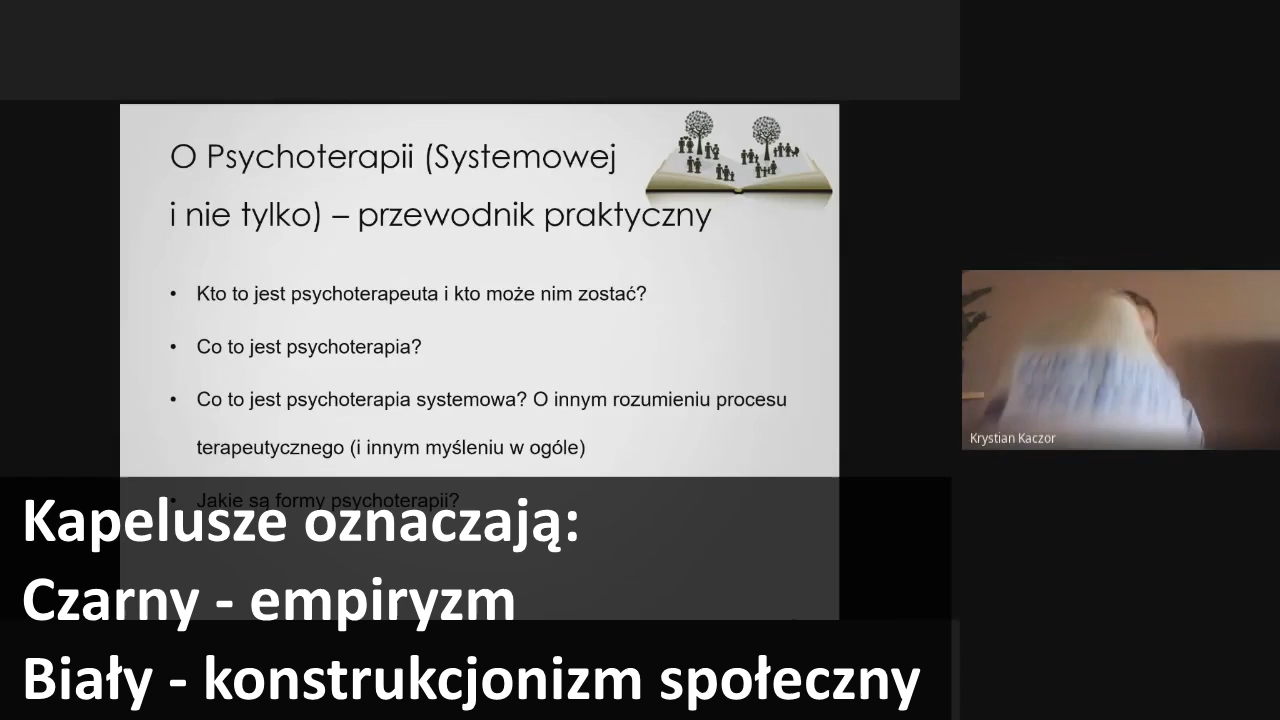 O Psychoterapii (Systemowej
i nie tylko) – przewodnik praktyczny
• Kto to jest psychoterapeuta i kto może nim zostać?
• Co to jest psychoterapia?
• Co to jest psychoterapia systemowa? O innym rozumieniu procesu
terapeutycznego (i innym myśleniu w ogóle)
• Jakie są formy psychoterapii?
Krystian Kaczor
Kapelusze oznaczają:
Czarny - empiryzm
Biały - konstrukcjonizm społeczny